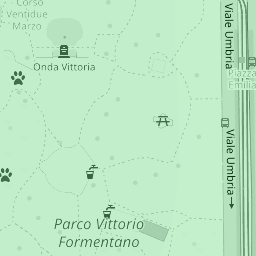 Corso
Ventidue
Marzo
Onda Vittoria
Viale Umbria
Piazza
Emilia
Viale Umbria→
Parco Vittorio
Formentano